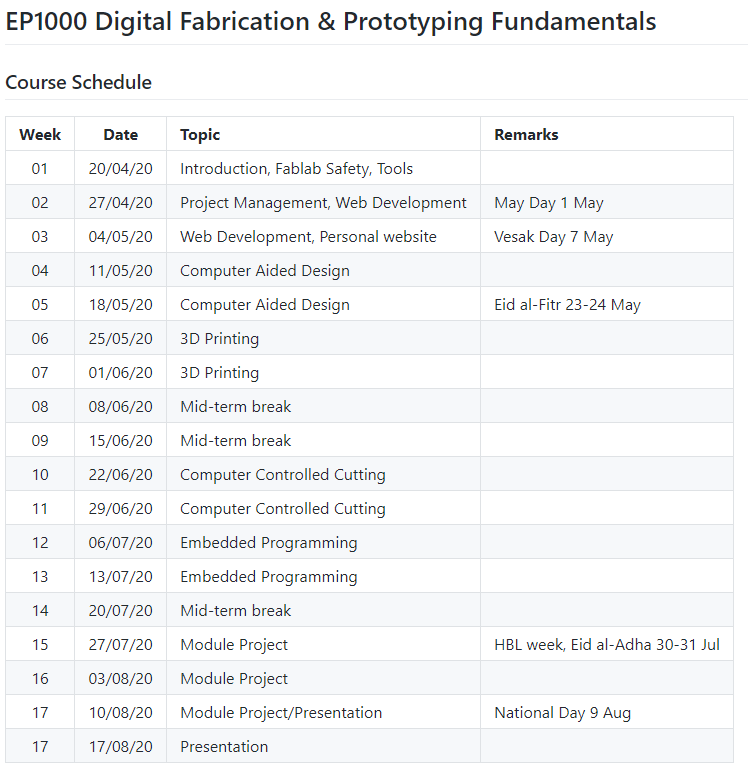 EP1000 Digital Fabrication & Prototyping Fundamentals
Course Schedule
Week Date Topic Remarks
01 20/04/20 Introduction, Fablab Safety, Tools
02 27/04/20 Project Management, Web Development May Day 1 May
03 04/05/20 Web Development, Personal website Vesak Day 7 May
04 11/05/20 Computer Aided Design
05 18/05/20 Computer Aided Design Eid al-Fitr 23-24 May
06 25/05/20 3D Printing
07 01/06/20 3D Printing
08 08/06/20 Mid-term break
09 15/06/20 Mid-term break
10 22/06/20 Computer Controlled Cutting
11 29/06/20 Computer Controlled Cutting
12 06/07/20 Embedded Programming
13 13/07/20 Embedded Programming
14 20/07/20 Mid-term break
15 27/07/20 Module Project HBL week, Eid al-Adha 30-31 Jul
16 03/08/20 Module Project
17 10/08/20 Module Project/Presentation National Day 9 Aug
17 17/08/20 Presentation